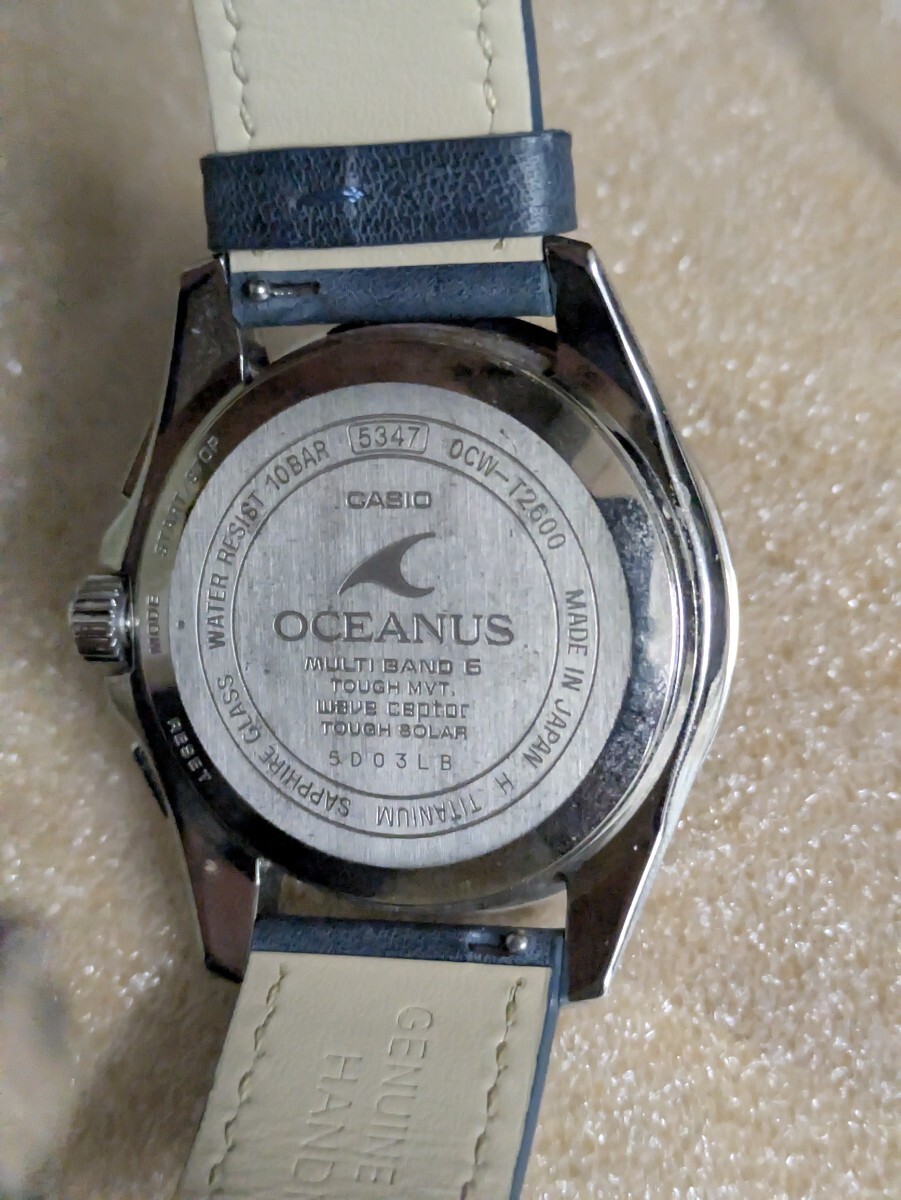 WATER RESIST 10BAR 5347 OCW-T2600
MADE IN JAPAN H TITANIUM SAPPHIRE GLASS
CASIO
OCEANUS
MULTI BAND 6
TOUGH MVT.
wave ceptor
TOUGH SOLAR
5D03LB
START/STOP
MODE
RESET
GENUINE